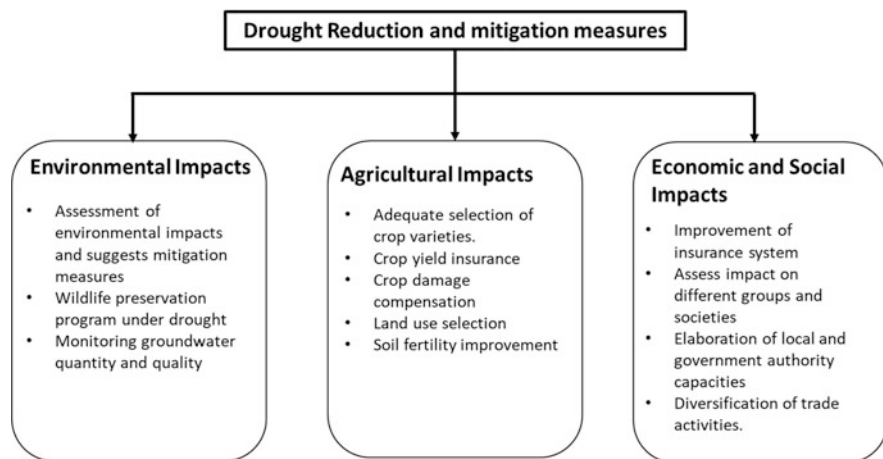 Drought Reduction and mitigation measures
Environmental Impacts
• Assessment of
environmental impacts
and suggests mitigation
measures
• Wildlife preservation
program under drought
• Monitoring groundwater
quantity and quality
Agricultural Impacts
• Adequate selection of
crop varieties.
• Crop yield insurance
• Crop damage
compensation
• Land use selection
• Soil fertility improvement
Economic and Social
Impacts
• Improvement of
insurance system
• Assess impact on
different groups and
societies
• Elaboration of local and
government authority
capacities
• Diversification of trade
activities.